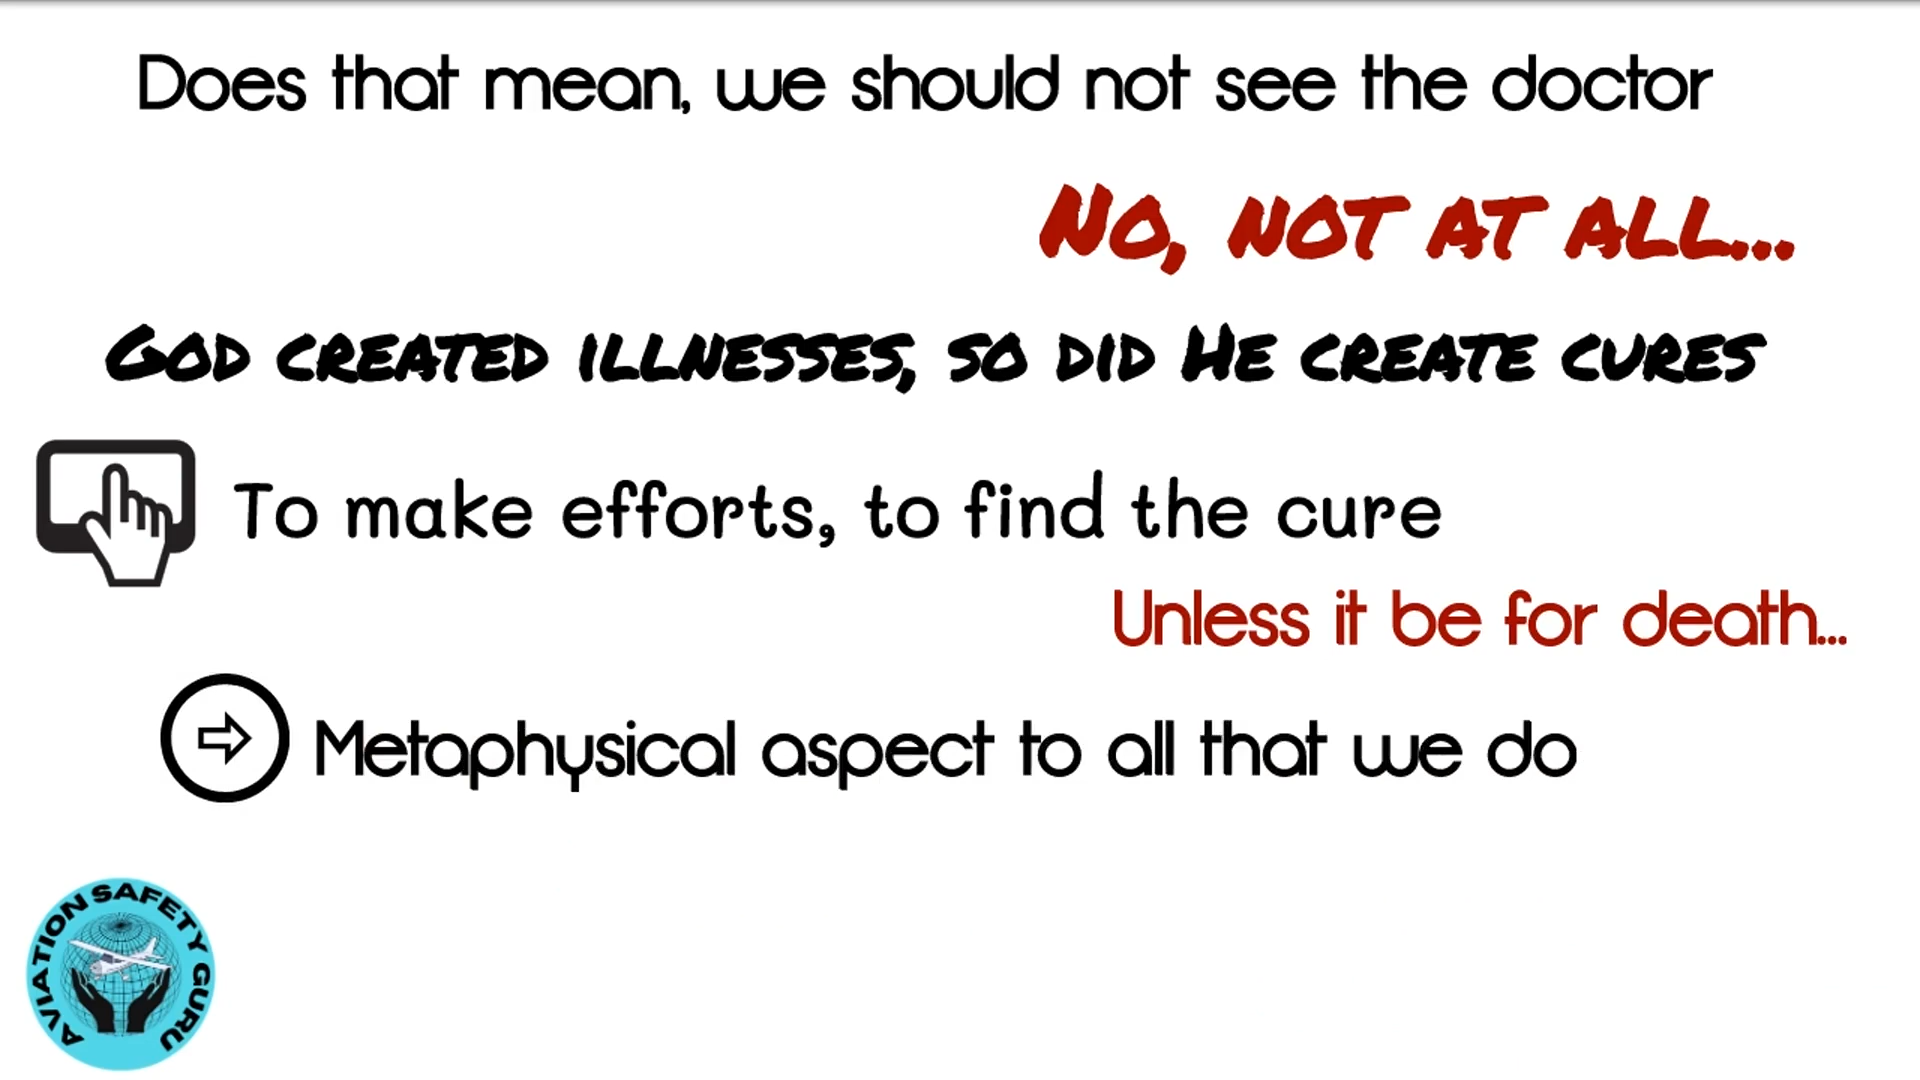 Does that mean, we should not see the doctor
No, not at all...
God created illnesses, so did He create cures
To make efforts, to find the cure
Unless it be for death...
Metaphysical aspect to all that we do
AVIATION SAFETY GURU